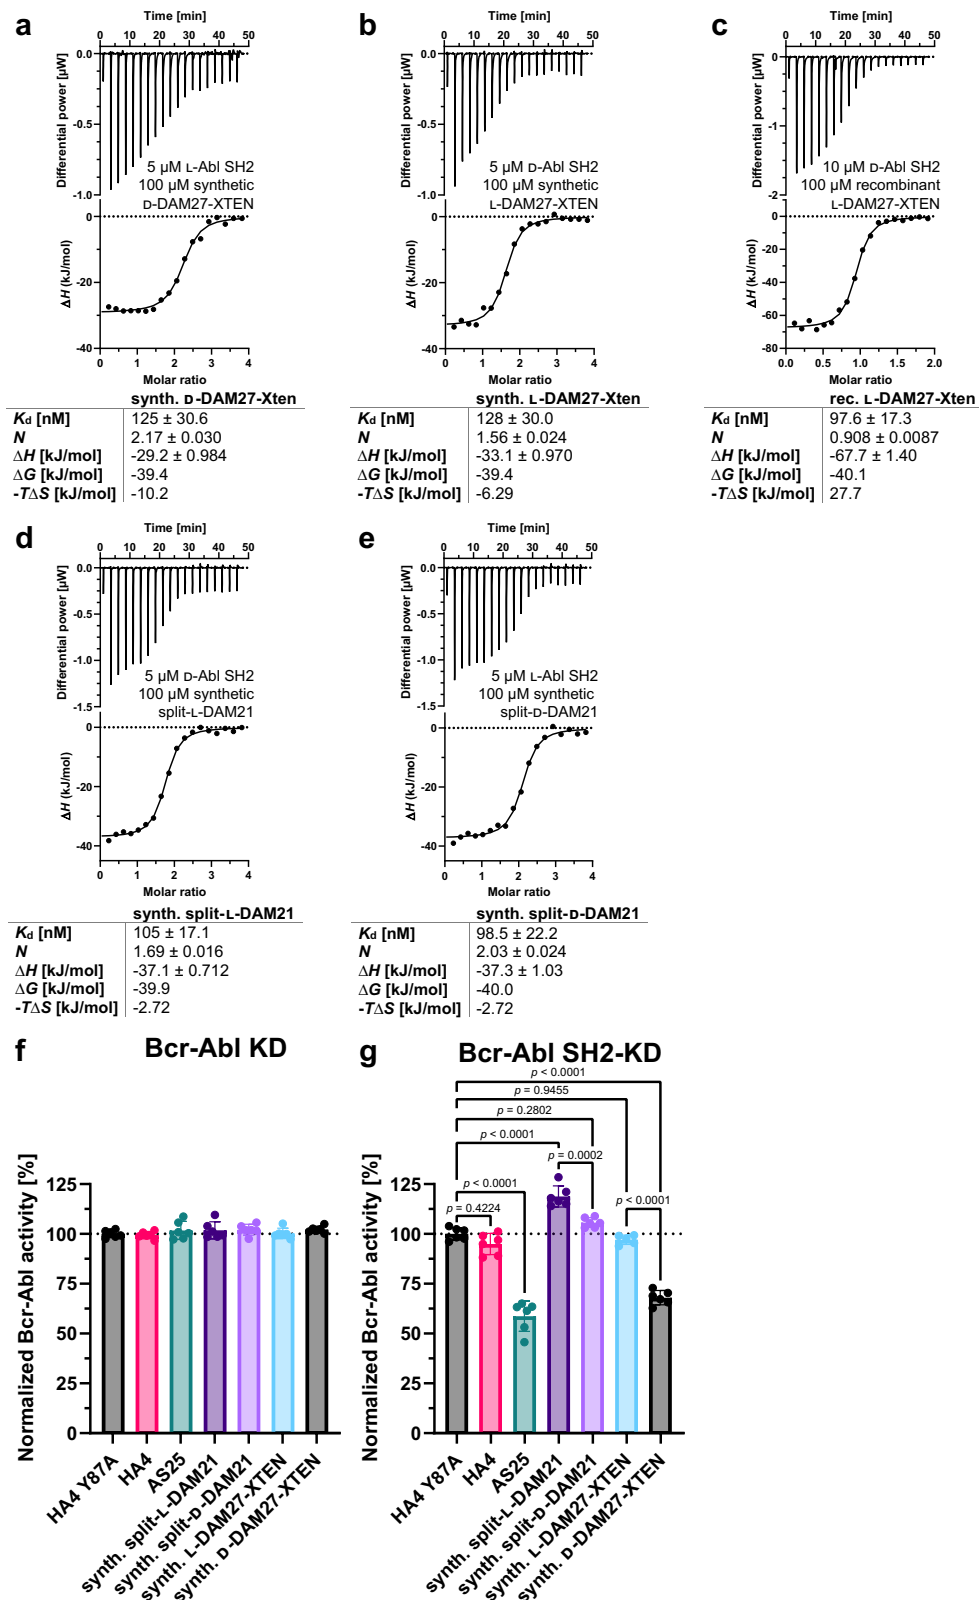 a
Time [min]
0 10 20 30 40 50
Differential power [µW]
0.0
-0.5
-1.0
5 µM L-Abl SH2
100 µM synthetic
D-DAM27-XTEN
ΔH (kJ/mol)
0
-20
-40
0 1 2 3 4
Molar ratio
synth. D-DAM27-Xten
Kd [nM] 125 ± 30.6
N 2.17 ± 0.030
ΔH [kJ/mol] -29.2 ± 0.984
ΔG [kJ/mol] -39.4
-TΔS [kJ/mol] -10.2
b
Time [min]
0 10 20 30 40 50
Differential power [µW]
0.0
-0.5
-1.0
5 µM D-Abl SH2
100 µM synthetic
L-DAM27-XTEN
ΔH (kJ/mol)
0
-20
-40
0 1 2 3 4
Molar ratio
synth. L-DAM27-Xten
Kd [nM] 128 ± 30.0
N 1.56 ± 0.024
ΔH [kJ/mol] -33.1 ± 0.970
ΔG [kJ/mol] -39.4
-TΔS [kJ/mol] -6.29
c
Time [min]
0 10 20 30 40 50
Differential power [µW]
0
-1
-2
10 µM D-Abl SH2
100 µM recombinant
L-DAM27-XTEN
ΔH (kJ/mol)
0
-20
-40
-60
-80
0.0 0.5 1.0 1.5 2.0
Molar ratio
rec. L-DAM27-XTEN
Kd [nM] 97.6 ± 17.3
N 0.908 ± 0.0087
ΔH [kJ/mol] -67.7 ± 1.40
ΔG [kJ/mol] -40.1
-TΔS [kJ/mol] 27.7
d
Time [min]
0 10 20 30 40 50
Differential power [µW]
0.0
-0.5
-1.0
-1.5
5 µM D-Abl SH2
100 µM synthetic
split-L-DAM21
ΔH (kJ/mol)
0
-20
-40
0 1 2 3 4
Molar ratio
synth. split-L-DAM21
Kd [nM] 105 ± 17.1
N 1.69 ± 0.016
ΔH [kJ/mol] -37.1 ± 0.712
ΔG [kJ/mol] -39.9
-TΔS [kJ/mol] -2.72
e
Time [min]
0 10 20 30 40 50
Differential power [µW]
0.0
-0.5
-1.0
-1.5
5 µM L-Abl SH2
100 µM synthetic
split-D-DAM21
ΔH (kJ/mol)
0
-20
-40
0 1 2 3 4
Molar ratio
synth. split-D-DAM21
Kd [nM] 98.5 ± 22.2
N 2.03 ± 0.024
ΔH [kJ/mol] -37.3 ± 1.03
ΔG [kJ/mol] -40.0
-TΔS [kJ/mol] -2.72
f
Bcr-Abl KD
Normalized Bcr-Abl activity [%]
125
100
75
50
25
0
HA4 Y87A
HA4
AS25
synth. split-L-DAM21
synth. split-D-DAM21
synth. L-DAM27-XTEN
synth. D-DAM27-XTEN
g
Bcr-Abl SH2-KD
p < 0.0001
p = 0.9455
p = 0.2802
p < 0.0001
p = 0.0002
p < 0.0001
p < 0.0001
p = 0.4224
Normalized Bcr-Abl activity [%]
125
100
75
50
25
0
HA4 Y87A
HA4
AS25
synth. split-L-DAM21
synth. split-D-DAM21
synth. L-DAM27-XTEN
synth. D-DAM27-XTEN